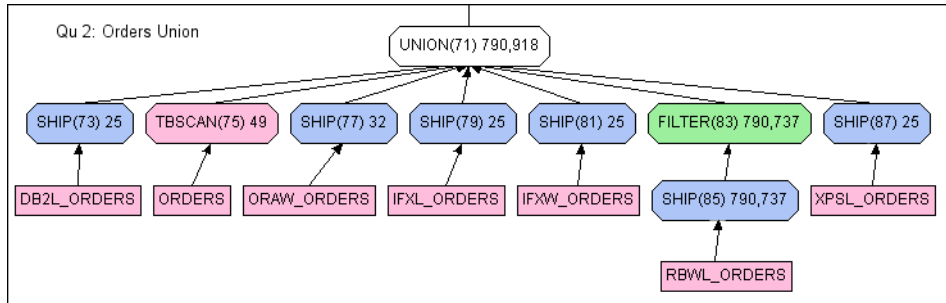 Qu 2: Orders Union
UNION(71) 790,918
SHIP(73) 25
TBSCAN(75) 49
SHIP(77) 32
SHIP(79) 25
SHIP(81) 25
FILTER(83) 790,737
SHIP(87) 25
DB2L_ORDERS
ORDERS
ORAW_ORDERS
IFXL_ORDERS
IFXW_ORDERS
SHIP(85) 790,737
XPSL_ORDERS
RBWL_ORDERS